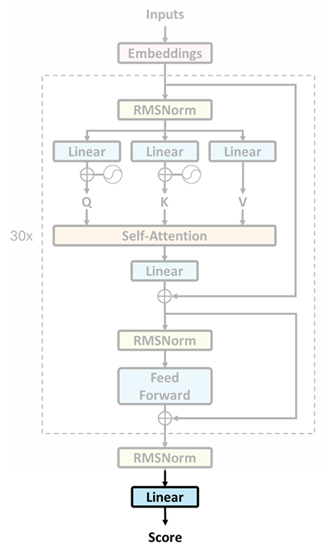 Inputs
Embeddings
RMSNorm
Linear
Linear
Linear
Q
K
V
30x
Self-Attention
Linear
RMSNorm
Feed
Forward
RMSNorm
Linear
Score